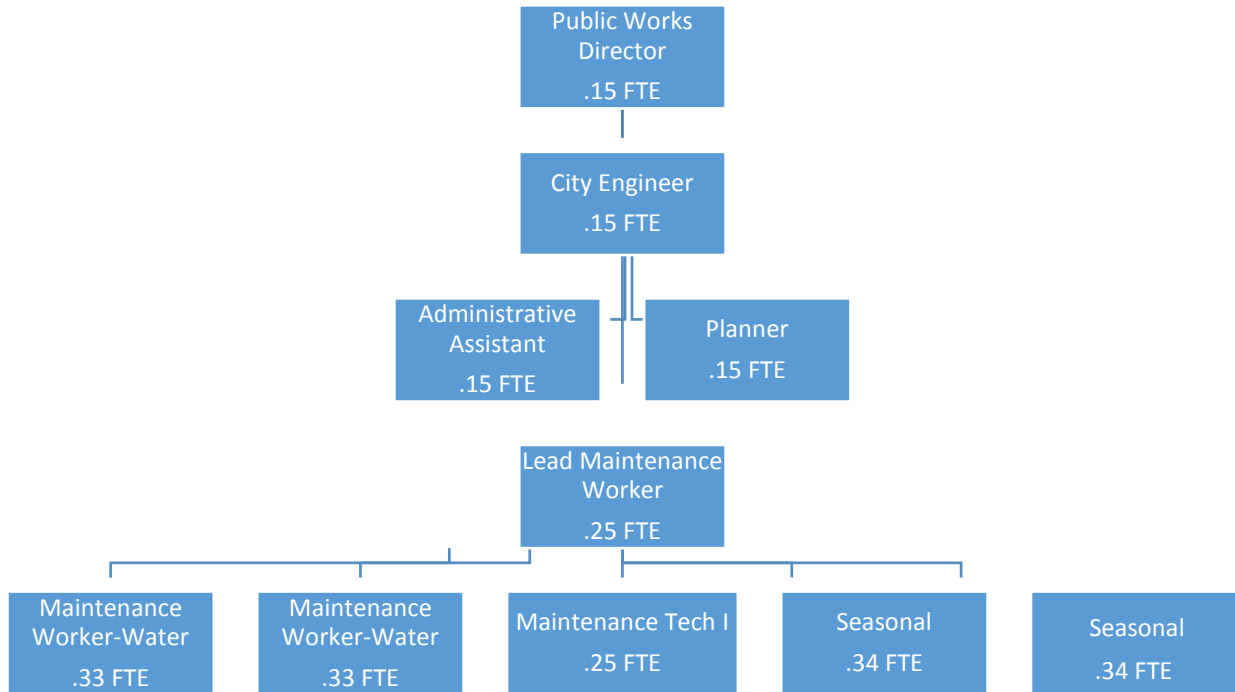 Public Works
Director
.15 FTE
City Engineer
.15 FTE
Administrative
Assistant
.15 FTE
Planner
.15 FTE
Lead Maintenance
Worker
.25 FTE
Maintenance
Worker-Water
.33 FTE
Maintenance
Worker-Water
.33 FTE
Maintenance Tech I
.25 FTE
Seasonal
.34 FTE
Seasonal
.34 FTE